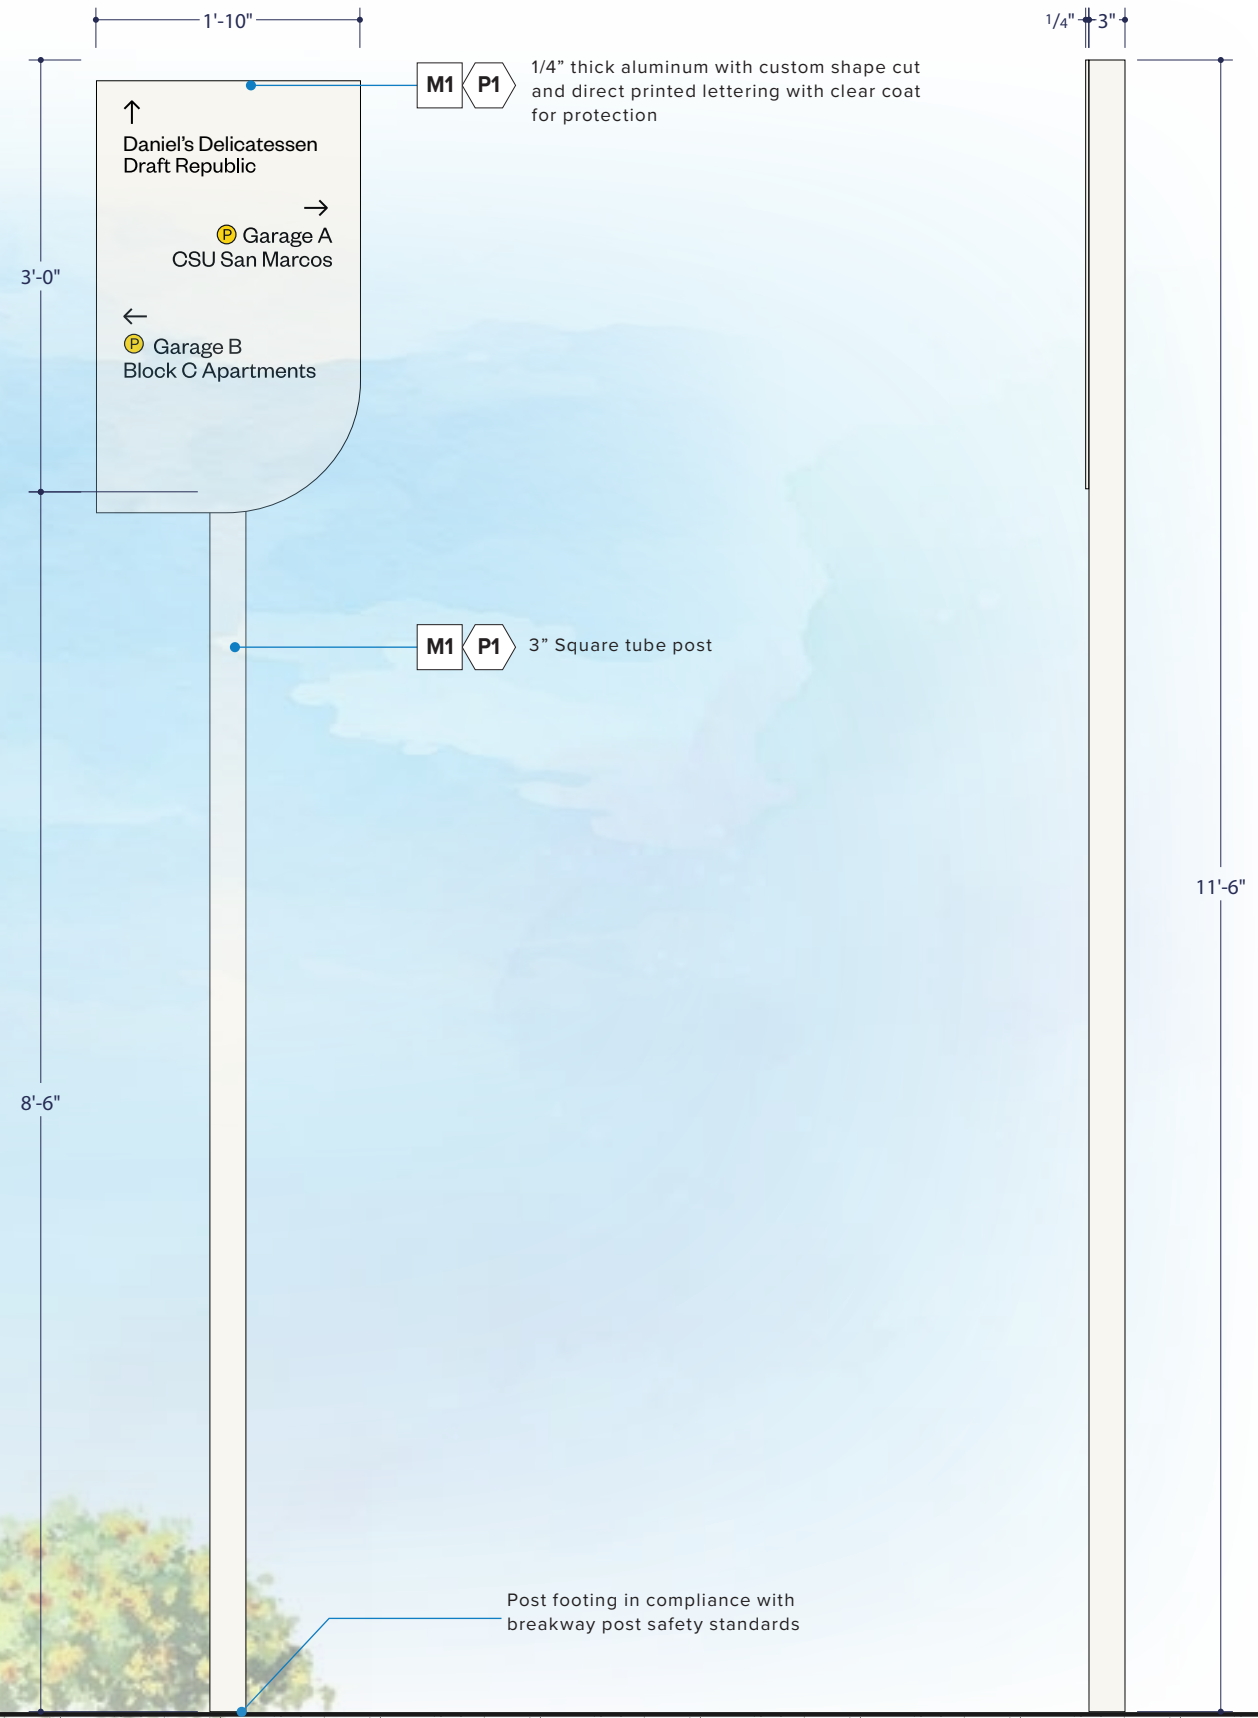 1'-10"
1/4"
3"
M1
P1
1/4” thick aluminum with custom shape cut
and direct printed lettering with clear coat
for protection
↑
Daniel’s Delicatessen
Draft Republic
→
P Garage A
CSU San Marcos
3'-0"
←
P Garage B
Block C Apartments
M1
P1
3” Square tube post
11'-6"
8'-6"
Post footing in compliance with
breakway post safety standards